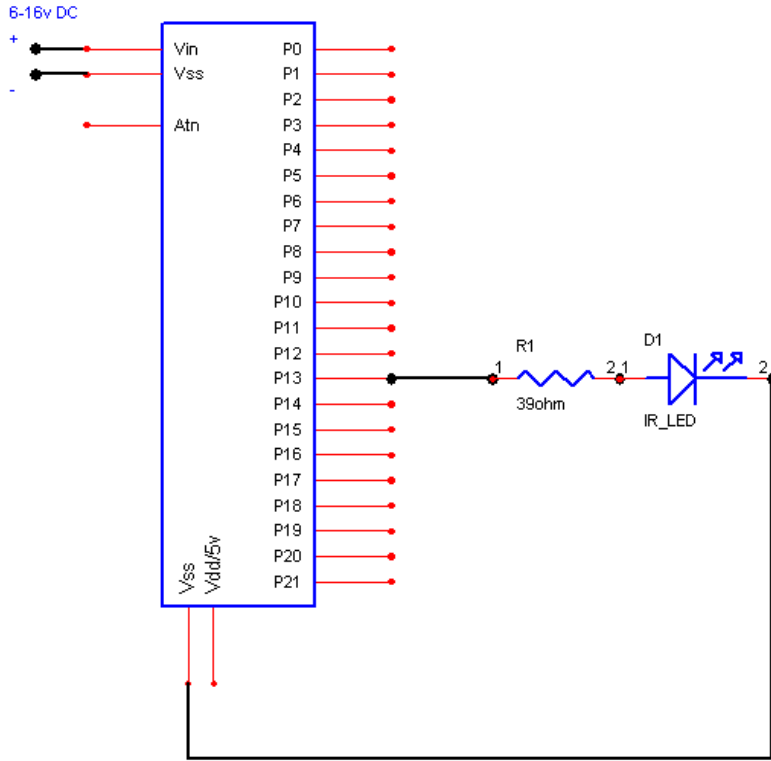 6-16v DC
+
-
Vin
Vss
Atn
P0
P1
P2
P3
P4
P5
P6
P7
P8
P9
P10
P11
P12
P13
P14
P15
P16
P17
P18
P19
P20
P21
Vss
Vdd/5v
1
R1
2
39ohm
1
D1
2
IR_LED